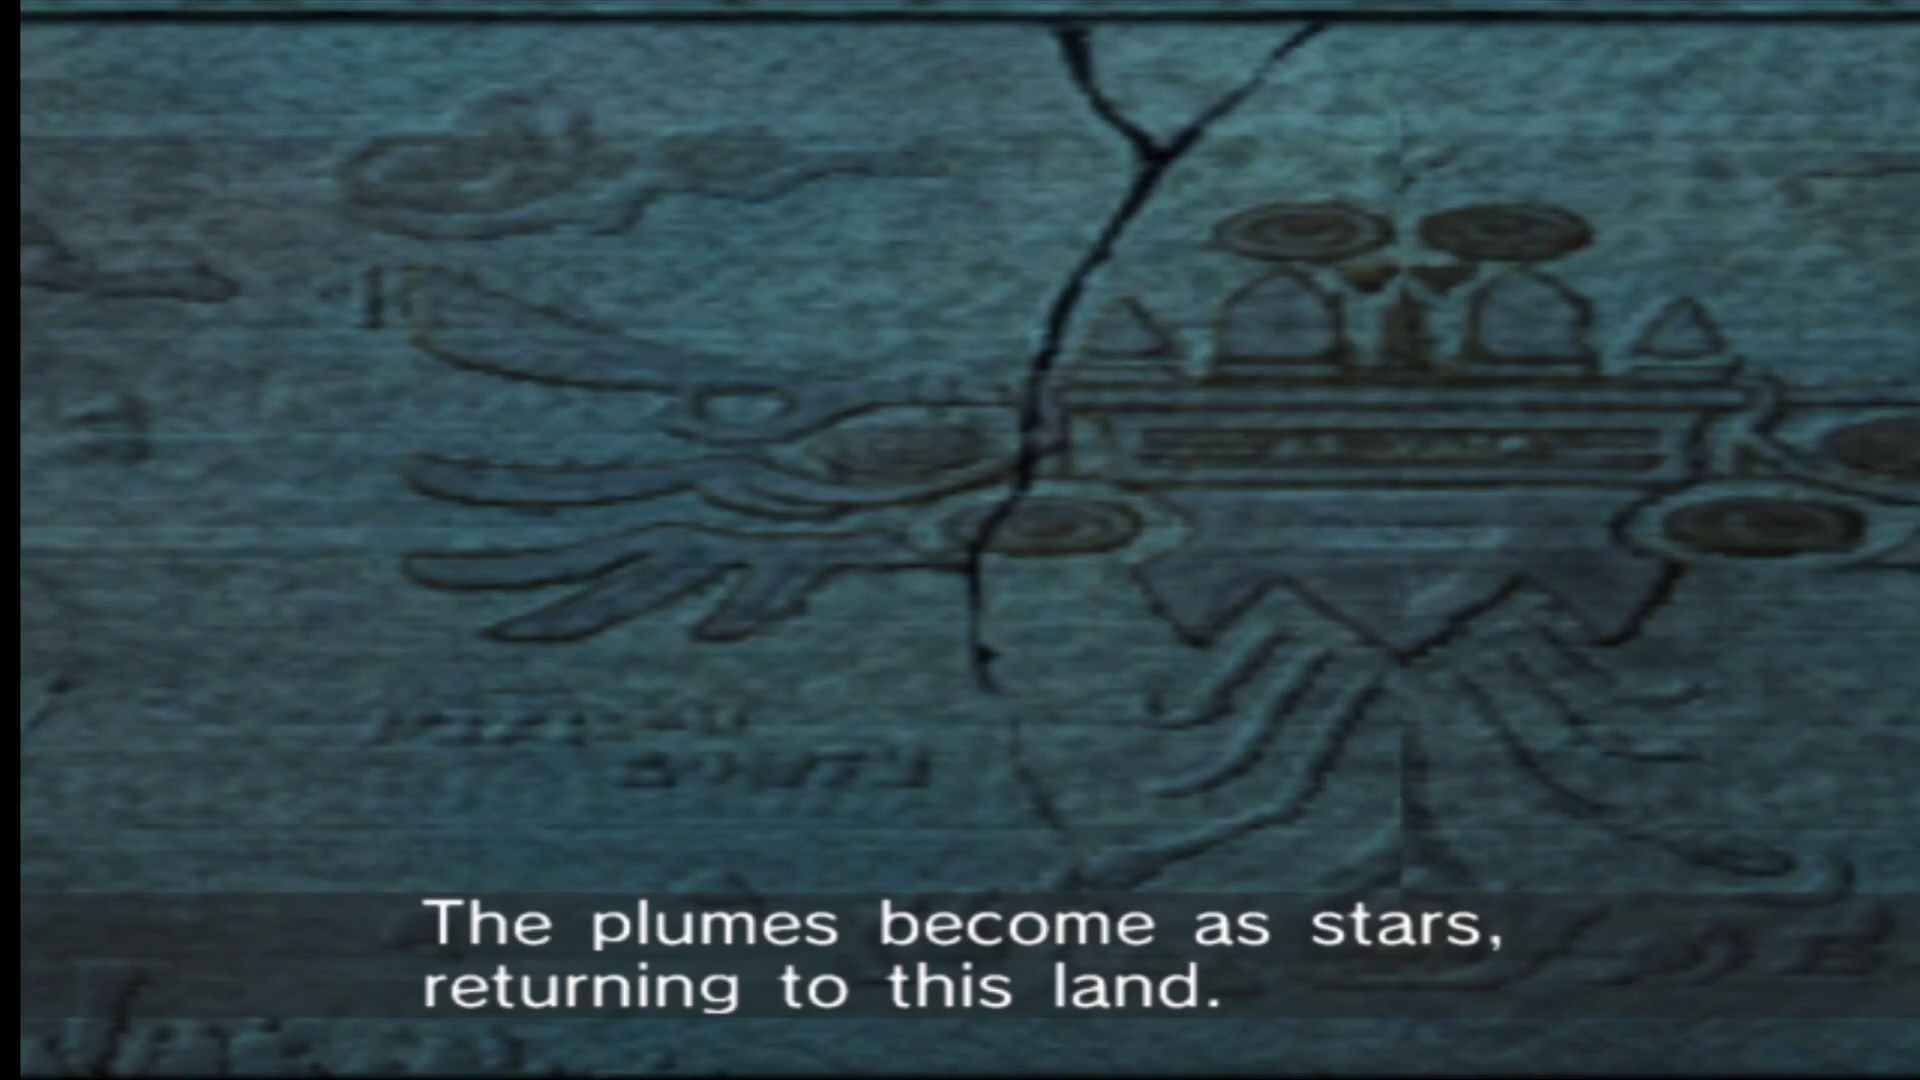 The plumes become as stars,
returning to this land.